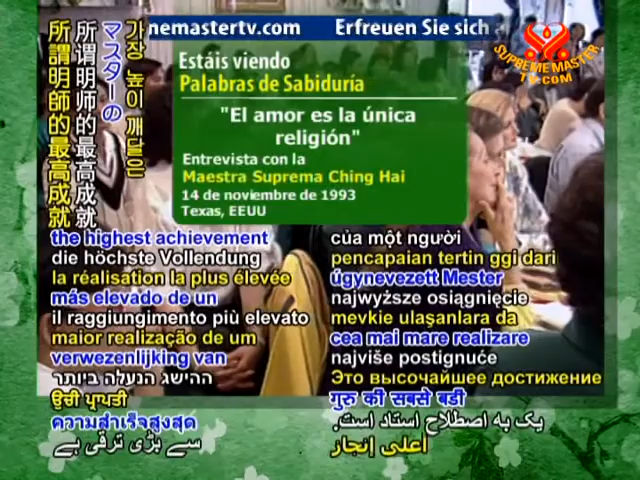 nemastertv.com Erfreuen Sie sich a
SUPREME MASTER
TV.COM
Estáis viendo
Palabras de Sabiduría
"El amor es la única
religión"
Entrevista con la
Maestra Suprema Ching Hai
14 de noviembre de 1993
Texas, EEUU
가장 높이 깨달은
マスターの
所谓明师的最高成就
所謂明師的最高成就
the highest achievement
die höchste Vollendung
la réalisation la plus élevée
más elevado de un
il raggiungimento più elevato
maior realização de um
verwezenlijking van
ההישג הנעלה ביותר
उची प्राप्ती
ความสำเร็จสูงสุด
سے بڑی ترقی ہے
của một người
pencapaian tertin ggi dari
úgynevezett Mester
najwyższe osiągnięcie
mevkie ulaşanlara da
cea mai mare realizare
najviše postignuće
Это высочайшее достижение
गुरु की सबसे बडी
یک به اصطلاح استاد است.
أعلى إنجاز